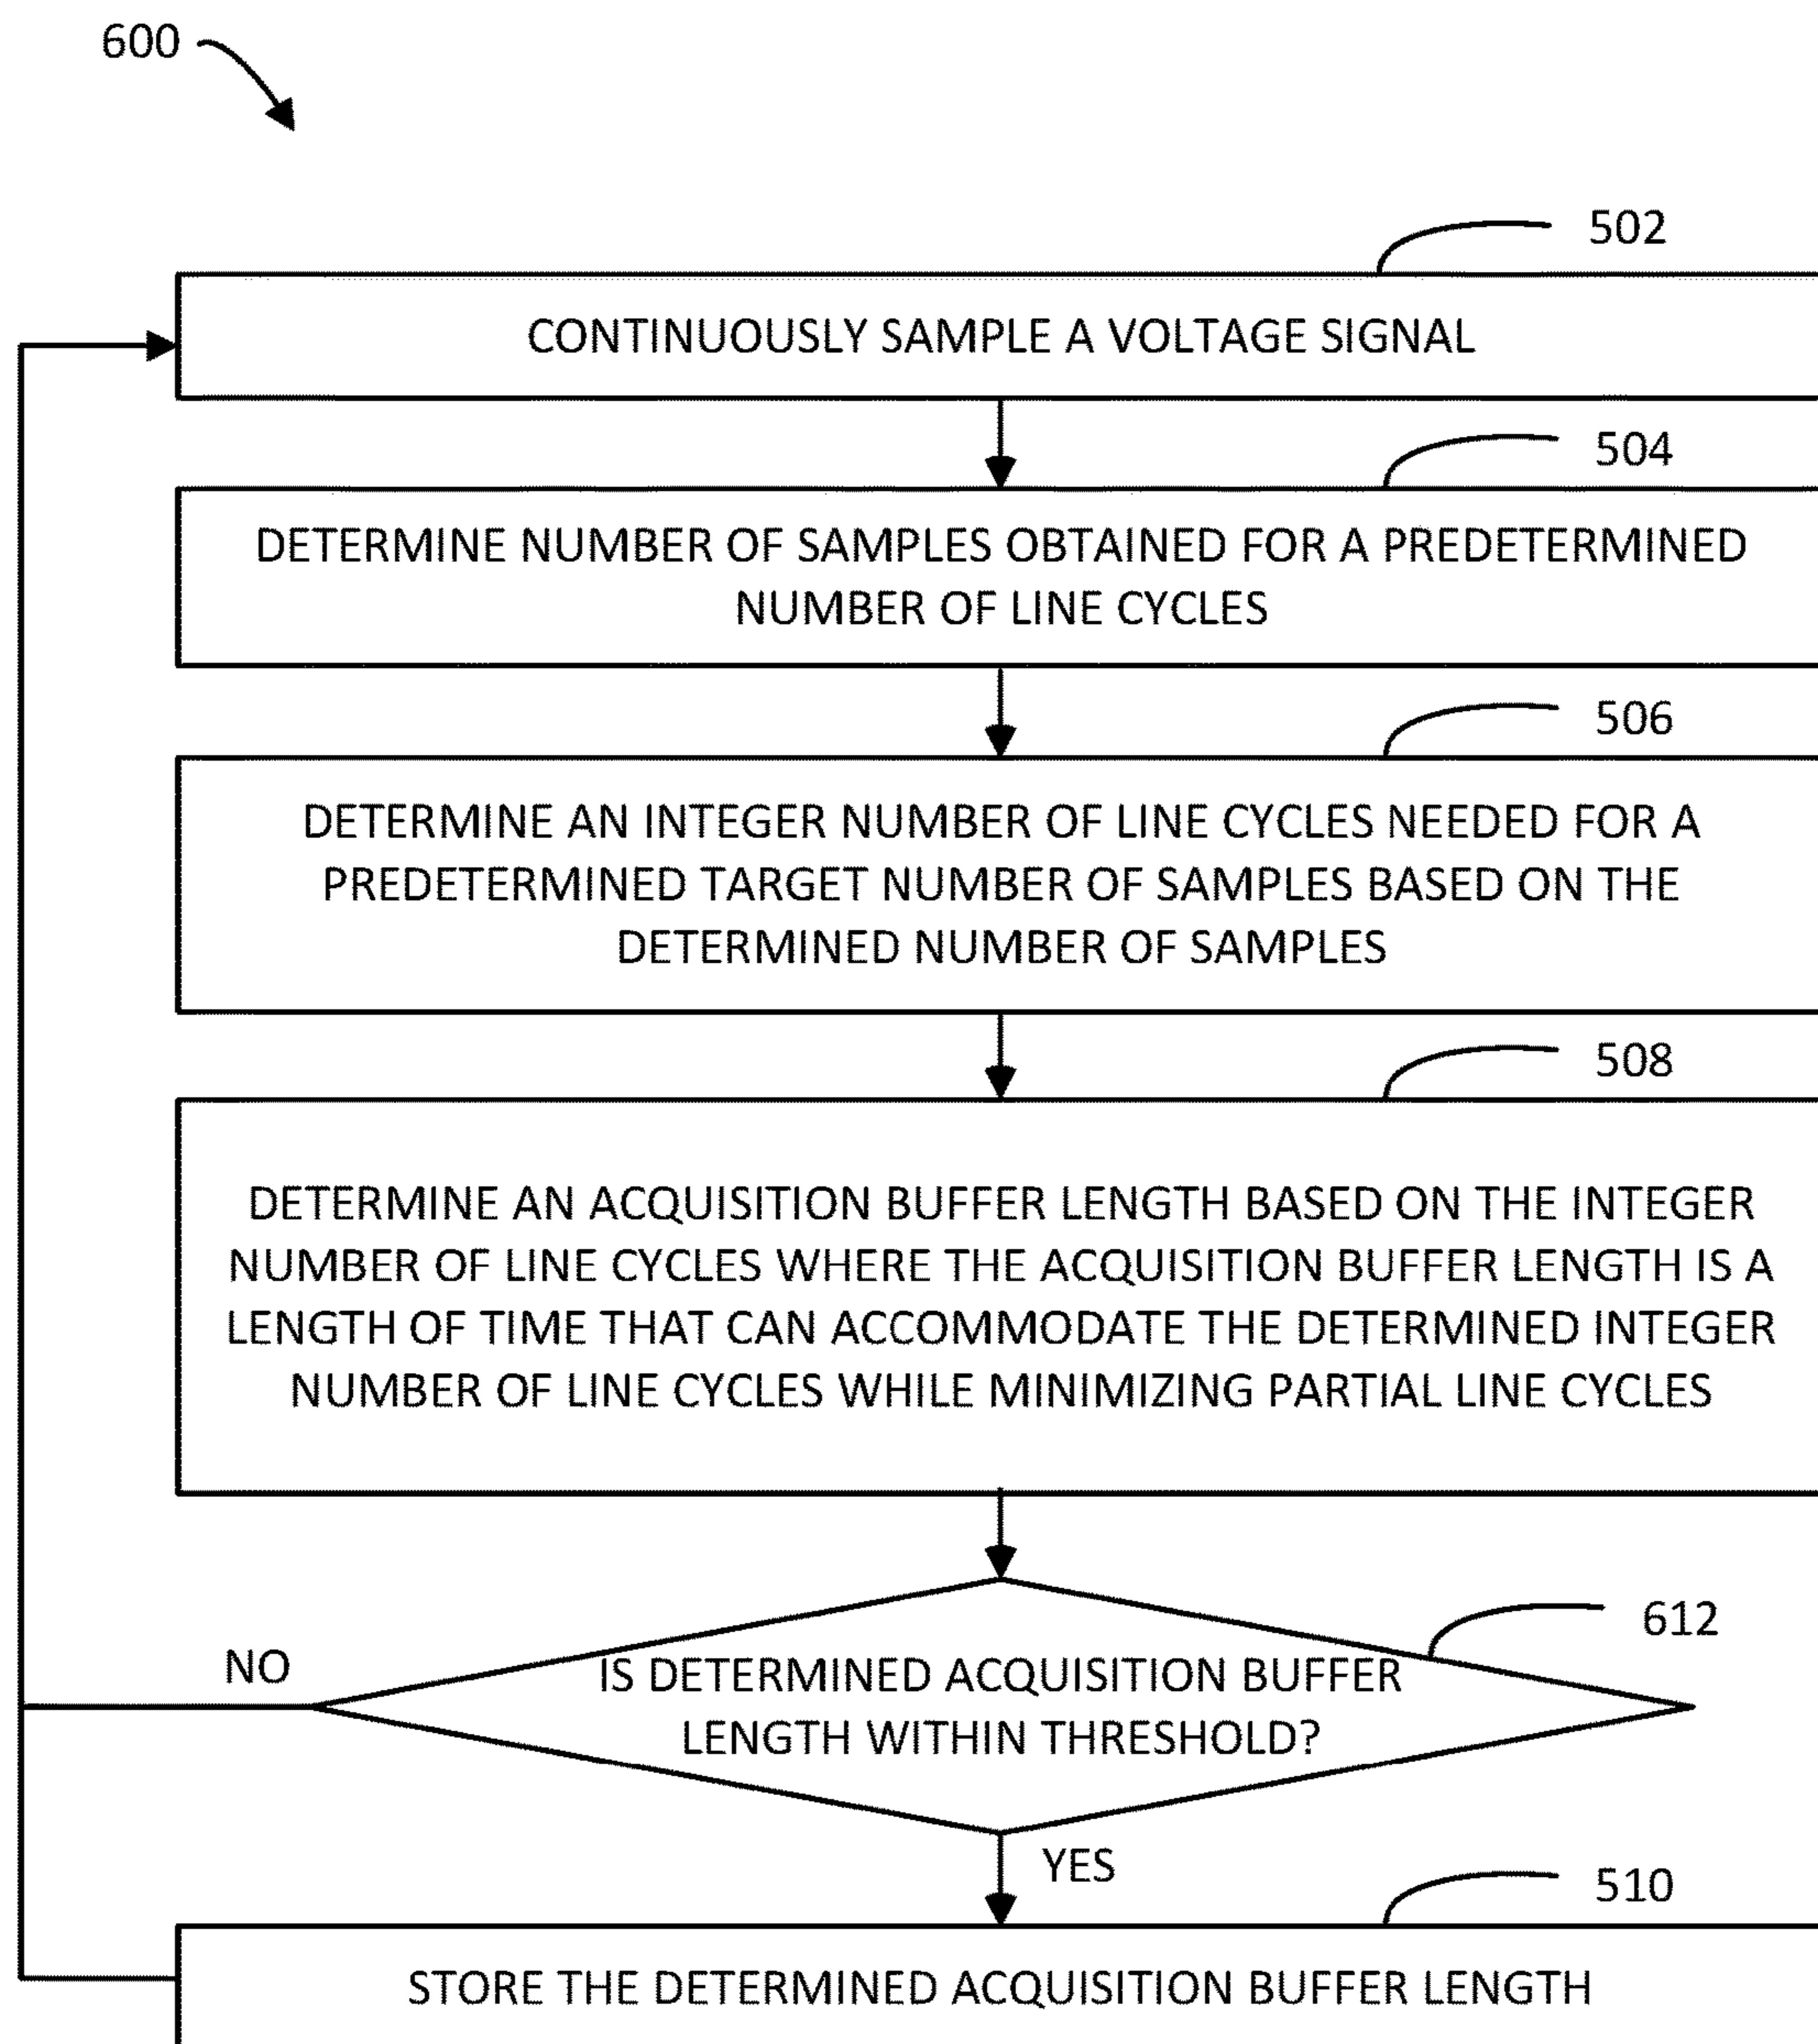 600
502
CONTINUOUSLY SAMPLE A VOLTAGE SIGNAL
504
DETERMINE NUMBER OF SAMPLES OBTAINED FOR A PREDETERMINED
NUMBER OF LINE CYCLES
506
DETERMINE AN INTEGER NUMBER OF LINE CYCLES NEEDED FOR A
PREDETERMINED TARGET NUMBER OF SAMPLES BASED ON THE
DETERMINED NUMBER OF SAMPLES
508
DETERMINE AN ACQUISITION BUFFER LENGTH BASED ON THE INTEGER
NUMBER OF LINE CYCLES WHERE THE ACQUISITION BUFFER LENGTH IS A
LENGTH OF TIME THAT CAN ACCOMMODATE THE DETERMINED INTEGER
NUMBER OF LINE CYCLES WHILE MINIMIZING PARTIAL LINE CYCLES
612
NO
IS DETERMINED ACQUISITION BUFFER
LENGTH WITHIN THRESHOLD?
YES
510
STORE THE DETERMINED ACQUISITION BUFFER LENGTH